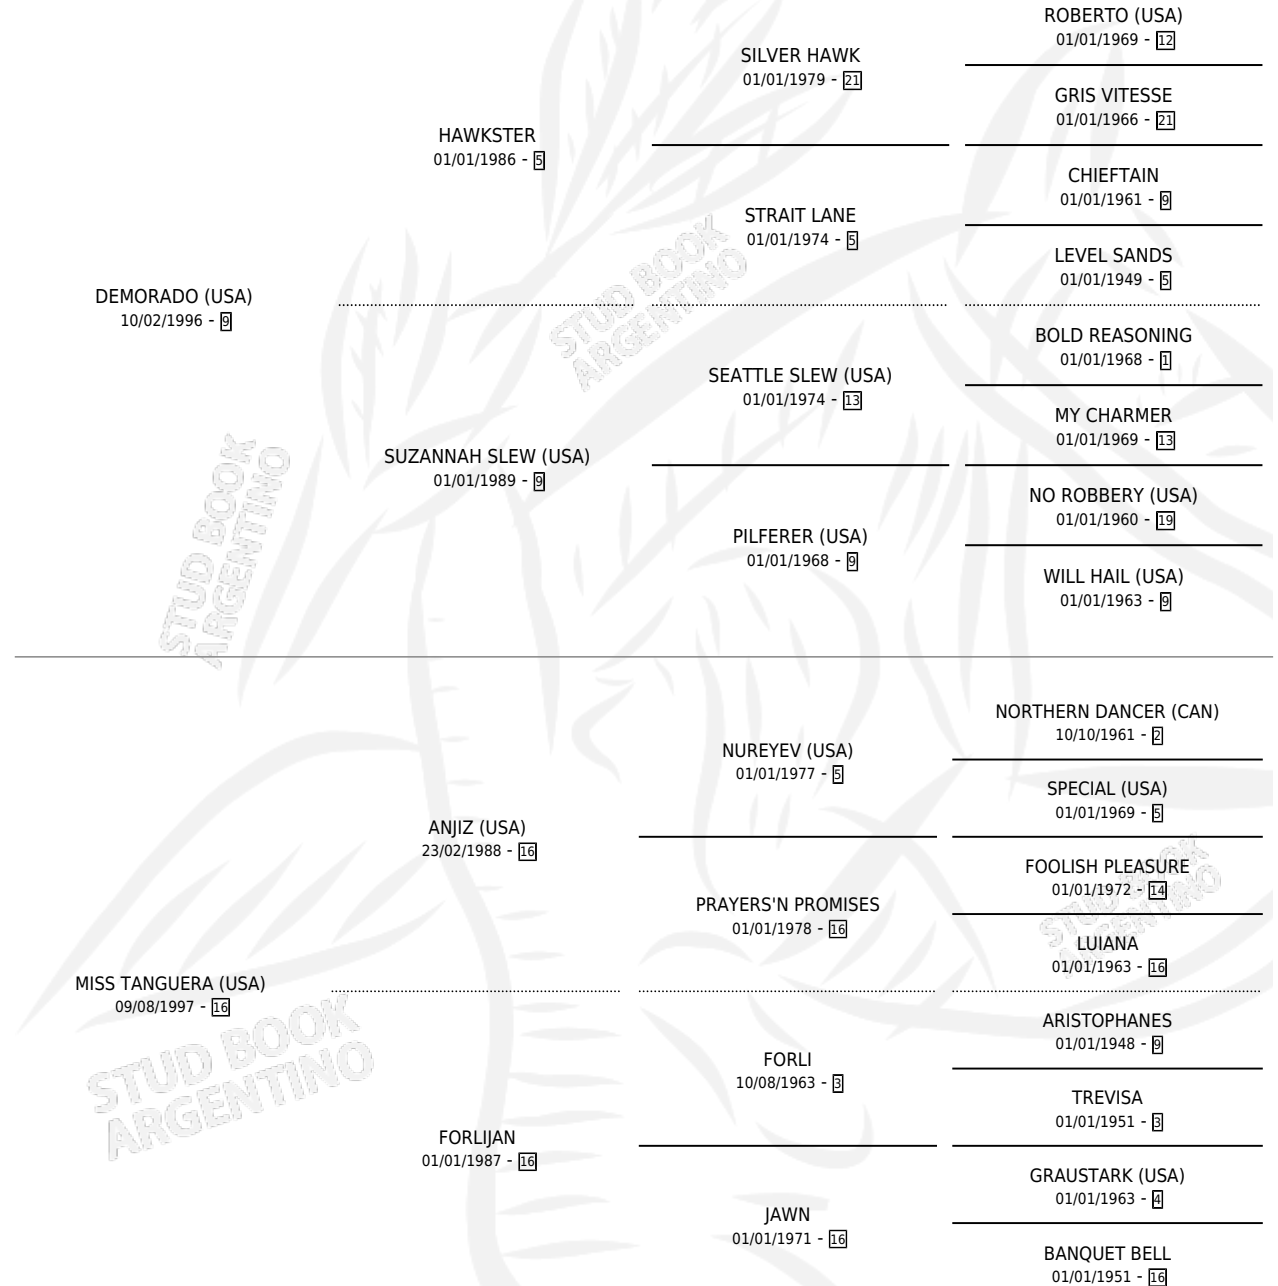 ROBERTO (USA)
01/01/1969 - 12
SILVER HAWK
01/01/1979 - 21
GRIS VITESSE
01/01/1966 - 21
HAWKSTER
01/01/1986 - 5
CHIEFTAIN
01/01/1961 - 9
STRAIT LANE
01/01/1974 - 5
LEVEL SANDS
01/01/1949 - 5
DEMORADO (USA)
10/02/1996 - 9
STUD BOOK
ARGENTINO
BOLD REASONING
01/01/1968 - 1
SEATTLE SLEW (USA)
01/01/1974 - 13
MY CHARMER
01/01/1969 - 13
SUZANNAH SLEW (USA)
01/01/1989 - 9
NO ROBBERY (USA)
01/01/1960 - 19
PILFERER (USA)
01/01/1968 - 9
WILL HAIL (USA)
01/01/1963 - 9
STUD BOOK
ARGENTINO
NORTHERN DANCER (CAN)
10/10/1961 - 2
NUREYEV (USA)
01/01/1977 - 5
SPECIAL (USA)
01/01/1969 - 5
ANJIZ (USA)
23/02/1988 - 16
FOOLISH PLEASURE
01/01/1972 - 14
PRAYERS'N PROMISES
01/01/1978 - 16
LUIANA
01/01/1963 - 16
STUD BOOK
ARGENTINO
MISS TANGUERA (USA)
09/08/1997 - 16
ARISTOPHANES
01/01/1948 - 9
FORLI
10/08/1963 - 3
TREVISA
01/01/1951 - 3
STUD BOOK
ARGENTINO
FORLIJAN
01/01/1987 - 16
GRAUSTARK (USA)
01/01/1963 - 4
JAWN
01/01/1971 - 16
BANQUET BELL
01/01/1951 - 16